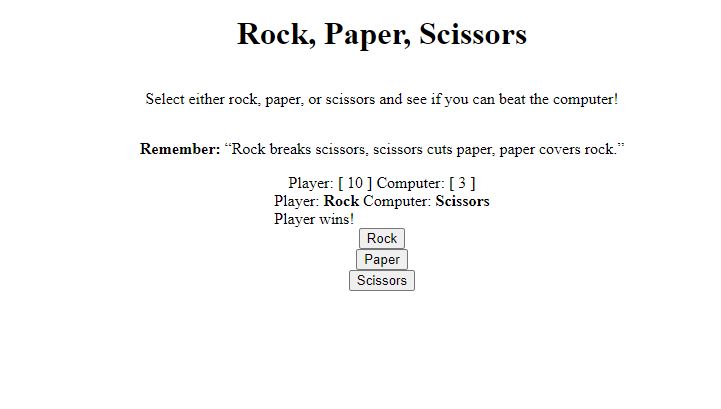 Rock, Paper, Scissors
Select either rock, paper, or scissors and see if you can beat the computer!
Remember: “Rock breaks scissors, scissors cuts paper, paper covers rock.”
Player: [ 10 ] Computer: [ 3 ]
Player: Rock Computer: Scissors
Player wins!
Rock
Paper
Scissors